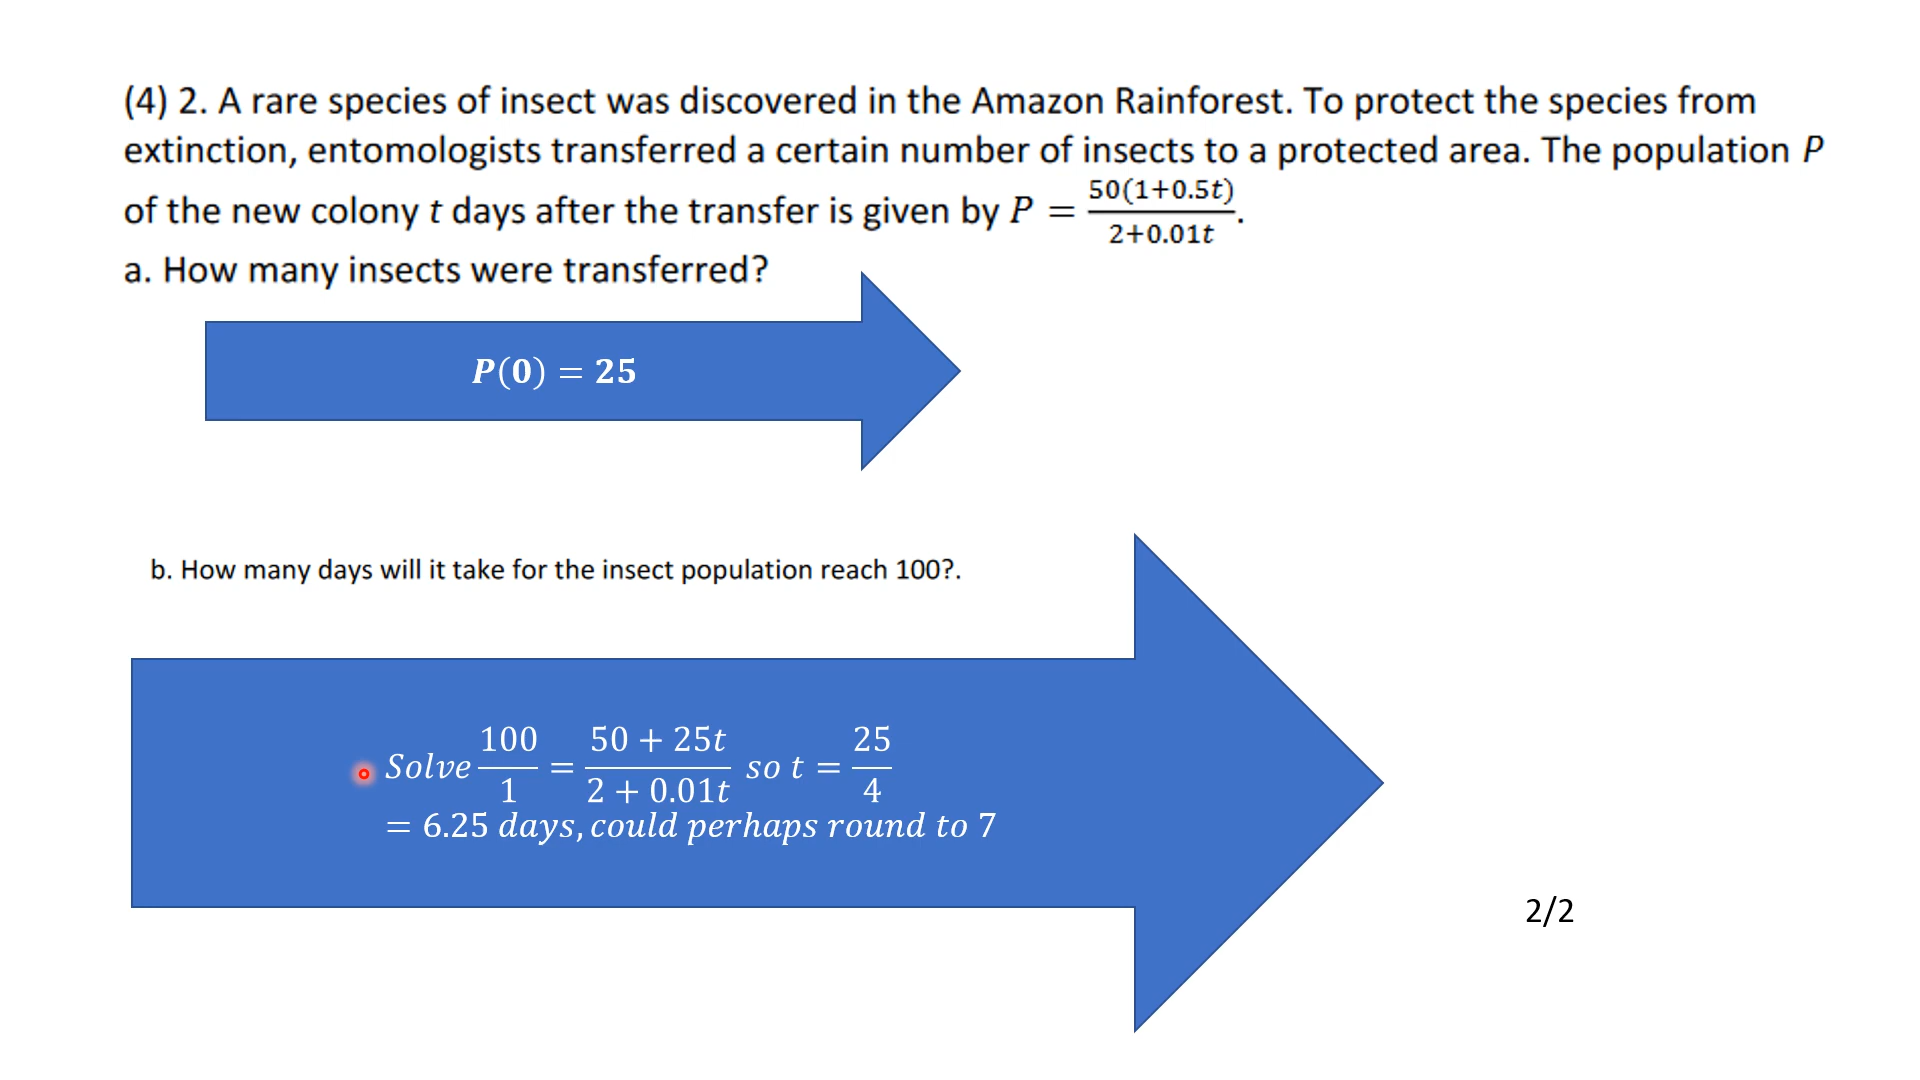 (4) 2. A rare species of insect was discovered in the Amazon Rainforest. To protect the species from
extinction, entomologists transferred a certain number of insects to a protected area. The population P
of the new colony t days after the transfer is given by P = \frac{50(1+0.5t)}{2+0.01t}.
a. How many insects were transferred?
P(0) = 25
b. How many days will it take for the insect population reach 100?.
Solve \frac{100}{1} = \frac{50 + 25t}{2 + 0.01t} so t = \frac{25}{4}
= 6.25 days, could perhaps round to 7
2/2